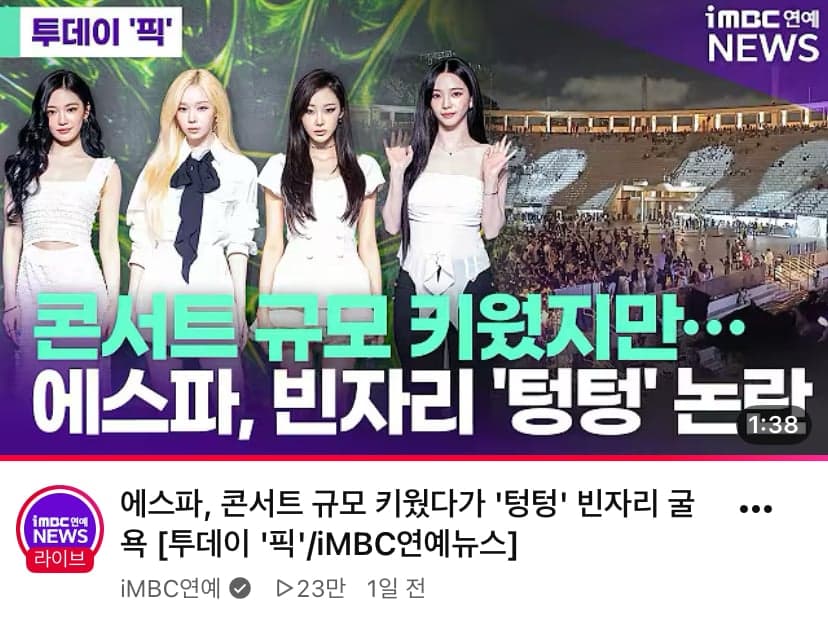 투데이 '픽'
iMBC연예
NEWS
콘서트 규모 키웠지만…
에스파, 빈자리 '텅텅' 논란
1:38
에스파, 콘서트 규모 키웠다가 '텅텅' 빈자리 굴
욕 [투데이 '픽'/iMBC연예뉴스]
iMBC연예
NEWS
라이브
iMBC연예 ▷23만 1일 전